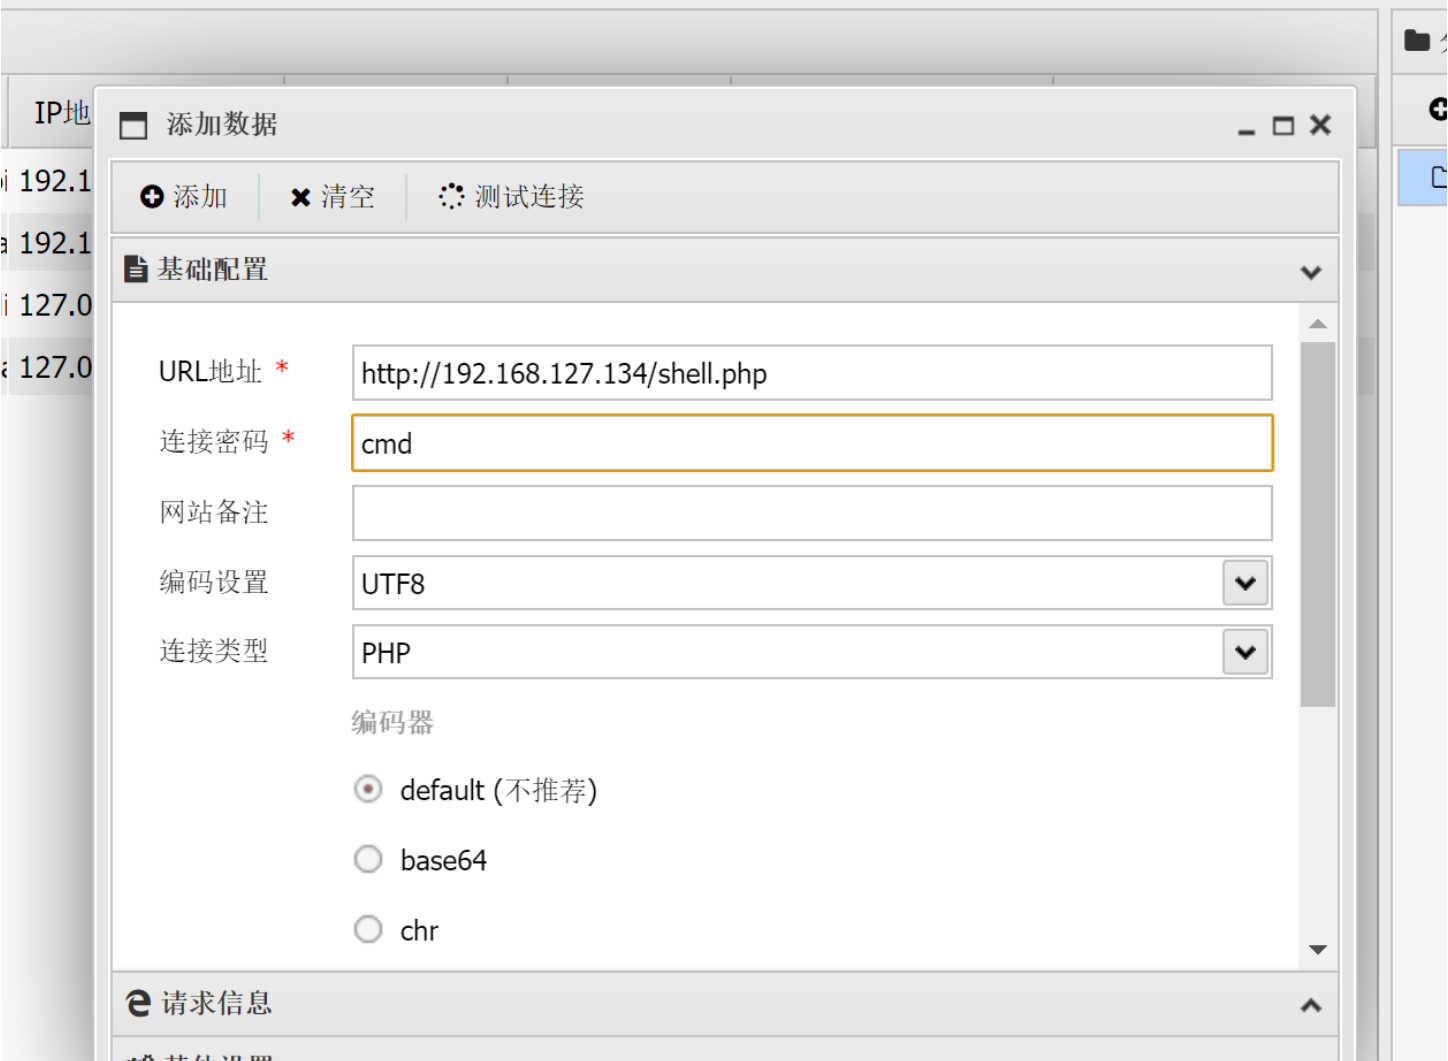 IP地
添加数据
192.1
添加 清空 测试连接
192.1
基础配置
127.0
127.0
URL地址 * http://192.168.127.134/shell.php
连接密码 * cmd
网站备注
编码设置 UTF8
连接类型 PHP
编码器
default (不推荐)
base64
chr
请求信息